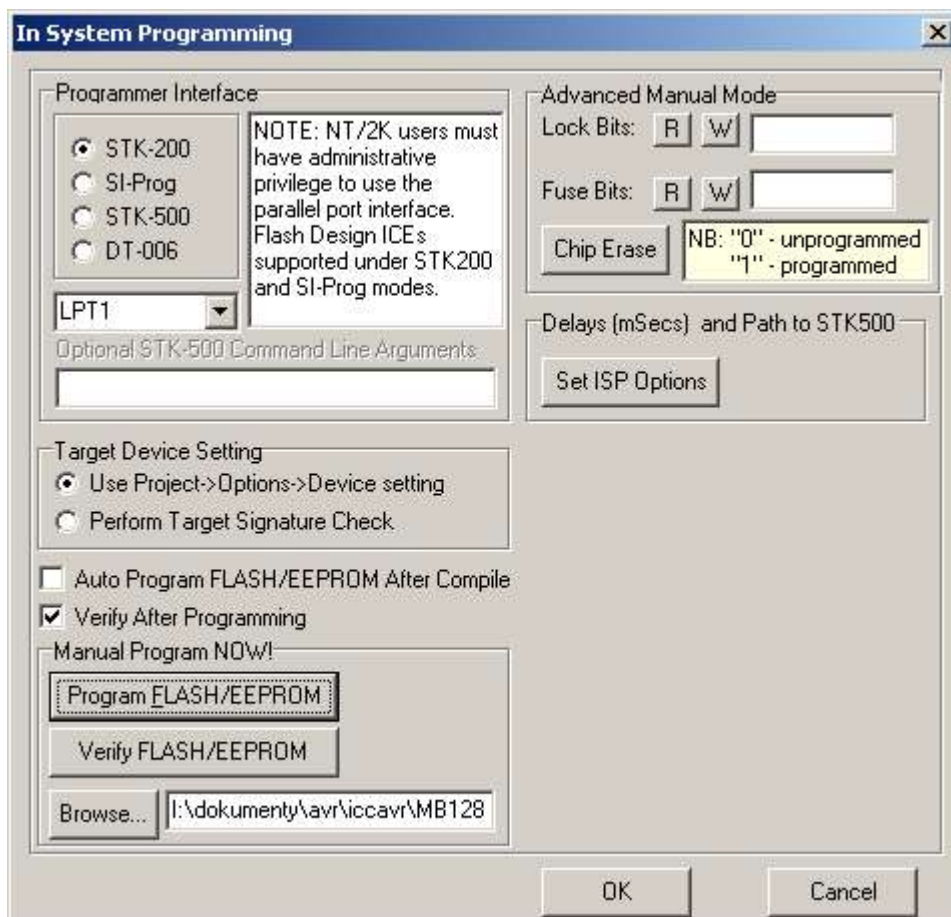 In System Programming
Programmer Interface
STK-200
SI-Prog
STK-500
DT-006
NOTE: NT/2K users must
have administrative
privilege to use the
parallel port interface.
Flash Design ICEs
supported under STK200
and SI-Prog modes.
LPT1
Optional STK-500 Command Line Arguments
Advanced Manual Mode
Lock Bits: R W
Fuse Bits: R W
Chip Erase
NB: "0" - unprogrammed
"1" - programmed
Delays (mSecs) and Path to STK500
Set ISP Options
Target Device Setting
Use Project->Options->Device setting
Perform Target Signature Check
Auto Program FLASH/EEPROM After Compile
Verify After Programming
Manual Program NOW!
Program FLASH/EEPROM
Verify FLASH/EEPROM
Browse... I:\dokumenty\avr\iccavr\MB128
OK Cancel